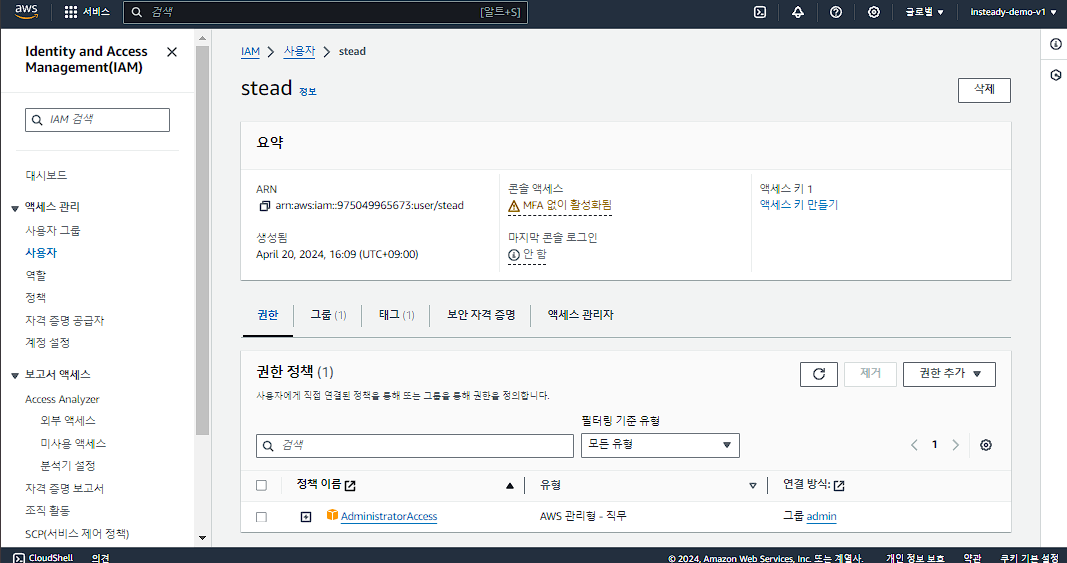 aws 서비스 검색 [알트+S] 글로벌 insteady-demo-v1
Identity and Access Management(IAM)
IAM 검색
대시보드
액세스 관리
사용자 그룹
사용자
역할
정책
자격 증명 공급자
계정 설정
보고서 액세스
Access Analyzer
외부 액세스
미사용 액세스
분석기 설정
자격 증명 보고서
조직 활동
SCP(서비스 제어 정책)
IAM > 사용자 > stead
stead 정보
삭제
요약
ARN
arn:aws:iam::975049965673:user/stead
생성됨
April 20, 2024, 16:09 (UTC+09:00)
콘솔 액세스
MFA 없이 활성화됨
마지막 콘솔 로그인
안 함
액세스 키 1
액세스 키 만들기
권한 그룹 (1) 태그 (1) 보안 자격 증명 액세스 관리자
권한 정책 (1)
사용자에게 직접 연결된 정책을 통해 또는 그룹을 통해 권한을 정의합니다.
제거
권한 추가
필터링 기준 유형
검색
모든 유형
1
정책 이름 유형 연결 방식:
AdministratorAccess AWS 관리형 - 직무 그룹 admin
CloudShell 의견 © 2024, Amazon Web Services, Inc. 또는 계열사. 개인 정보 보호 약관 쿠키 기본 설정